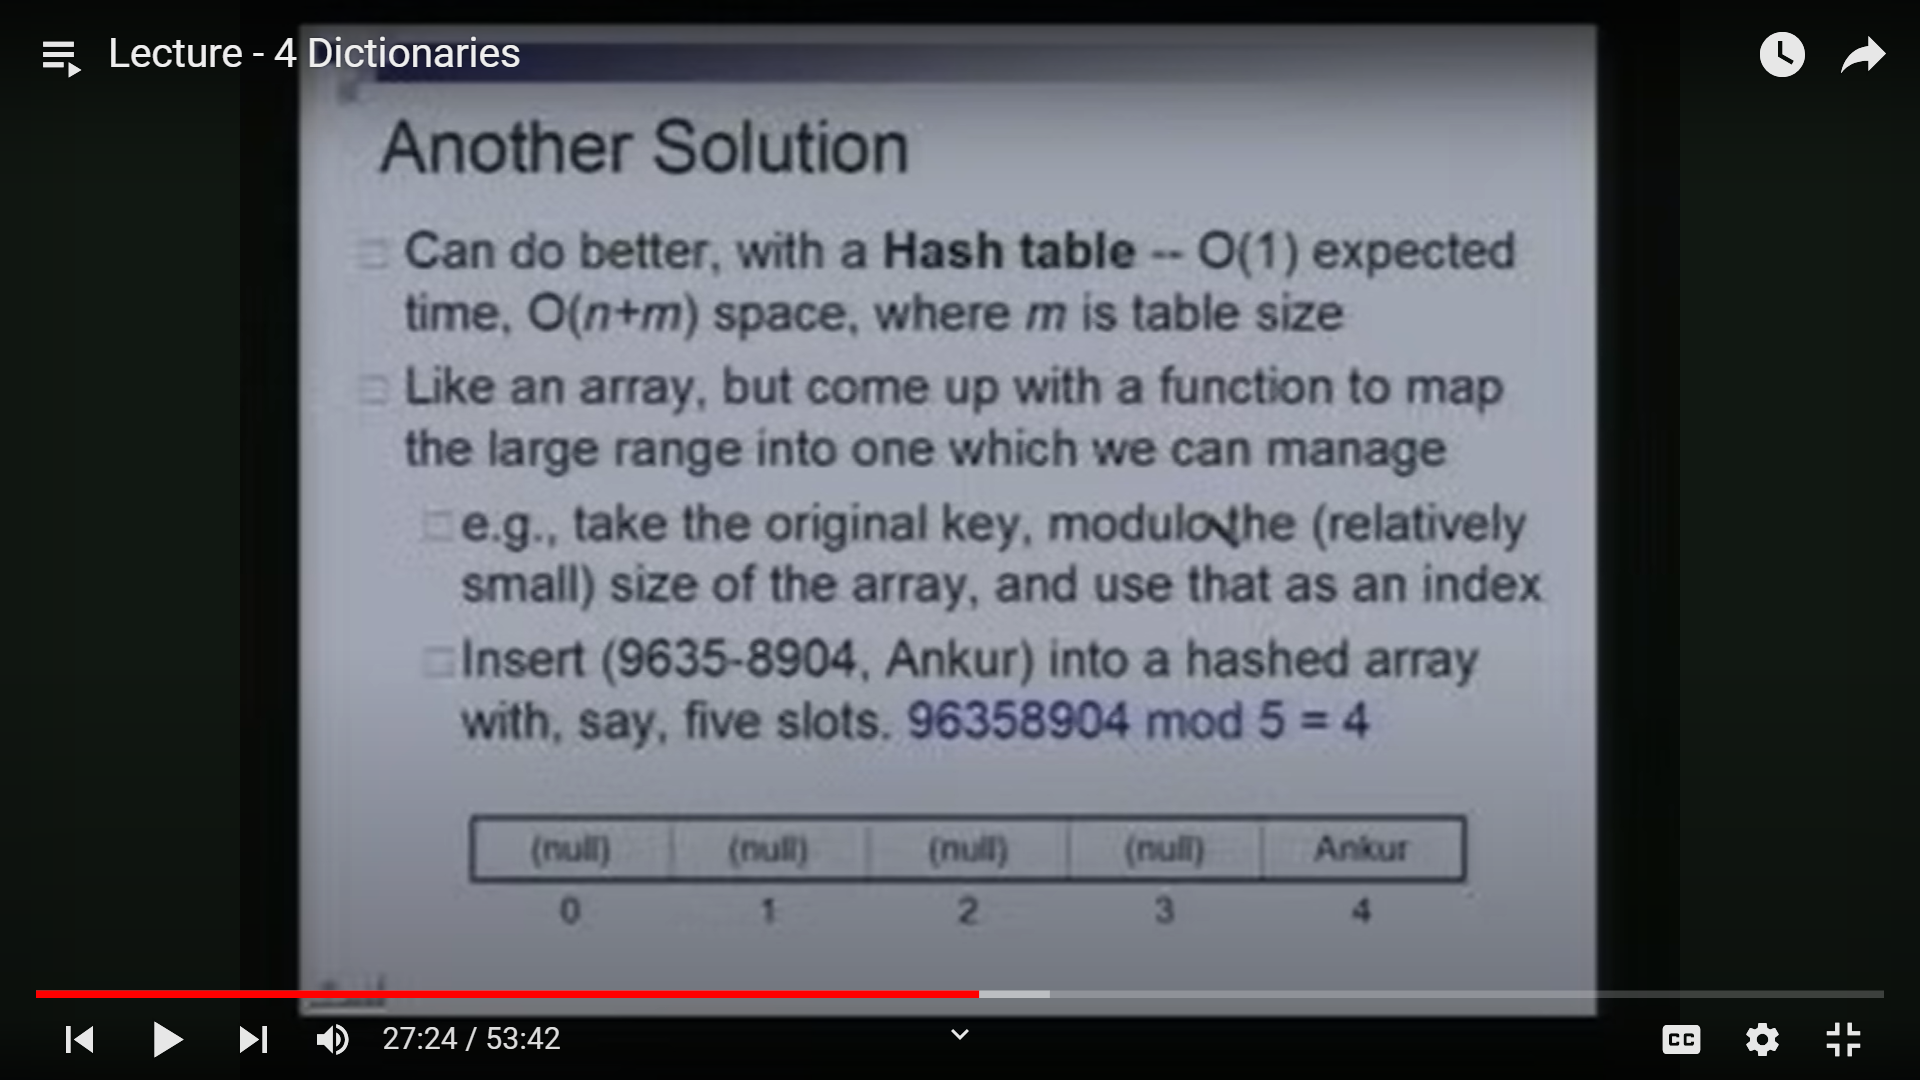 Lecture - 4 Dictionaries
Another Solution
Can do better, with a Hash table -- O(1) expected
time, O(n+m) space, where m is table size
Like an array, but come up with a function to map
the large range into one which we can manage
e.g., take the original key, modulo the (relatively
small) size of the array, and use that as an index
Insert (9635-8904, Ankur) into a hashed array
with, say, five slots. 96358904 mod 5 = 4
(null) (null) (null) (null) Ankur
0 1 2 3 4
27:24 / 53:42
CC